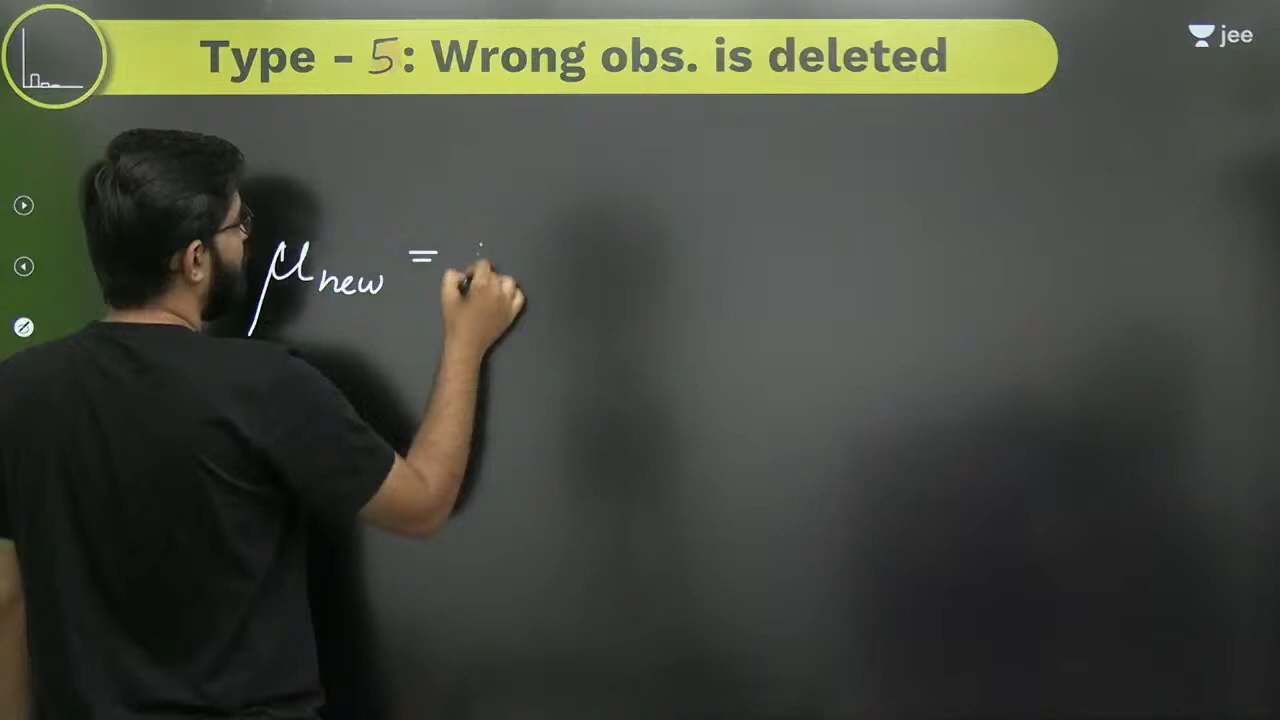 Type - 5: Wrong obs. is deleted
jee
μnew =